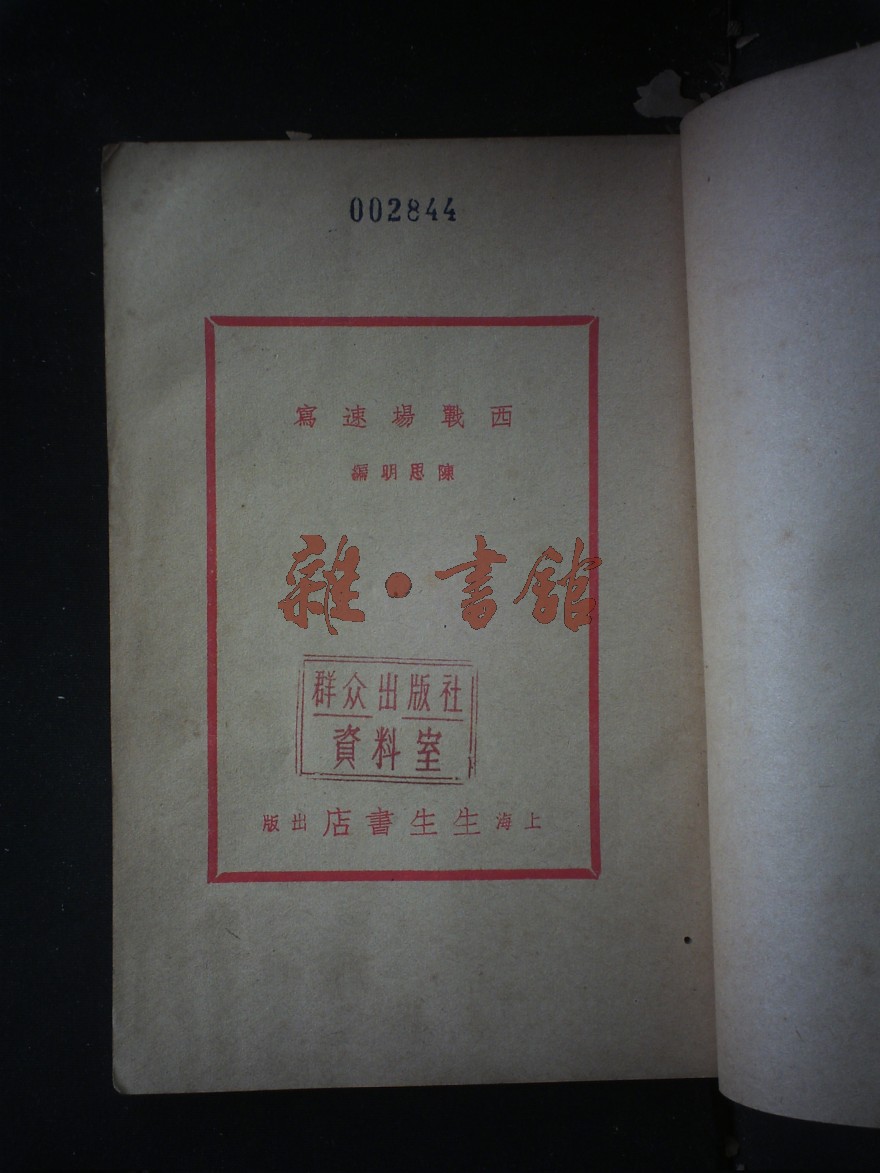 002844
西戰場速寫
陳思明編
雜·書館
群众出版社
資料室
上海生生書店出版